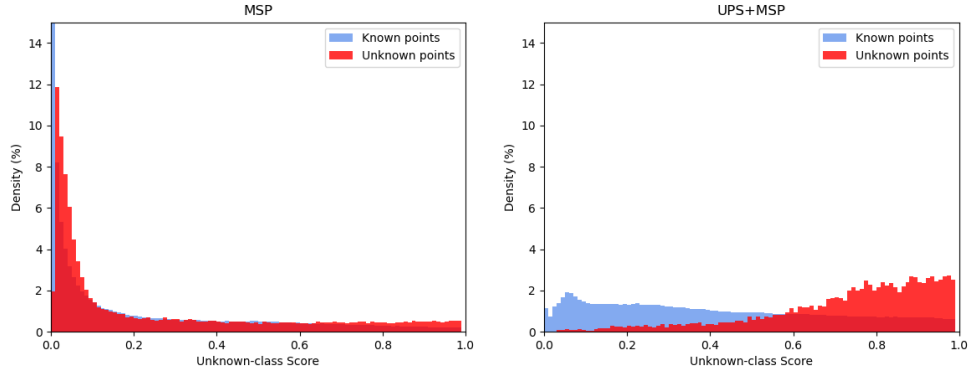 MSP
Known points
Unknown points
14
12
10
8
6
4
2
0
Density (%)
0.0 0.2 0.4 0.6 0.8 1.0
Unknown-class Score
UPS+MSP
Known points
Unknown points
14
12
10
8
6
4
2
0
Density (%)
0.0 0.2 0.4 0.6 0.8 1.0
Unknown-class Score